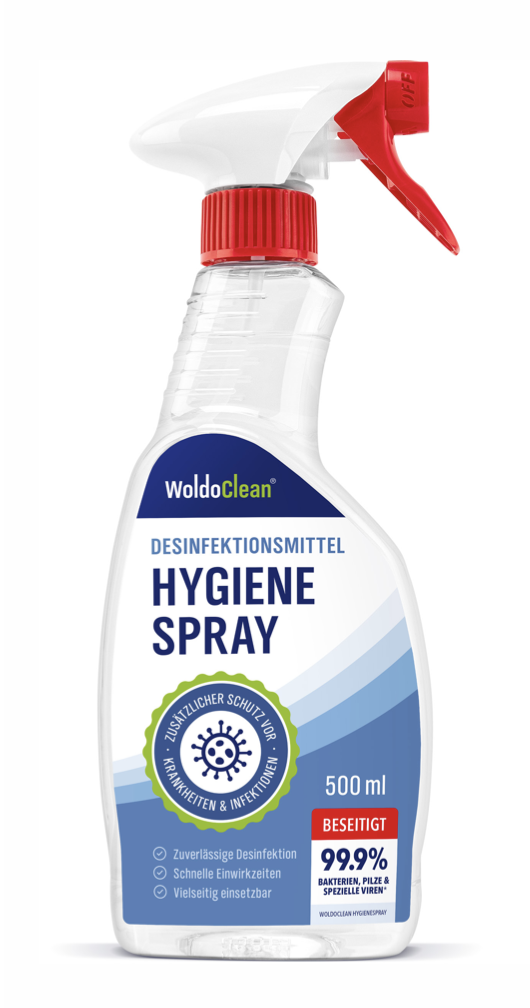 OFF
WoldoClean®
DESINFEKTIONSMITTEL
HYGIENE
SPRAY
· ZUSÄTZLICHER SCHUTZ VOR ·
KRANKHEITEN & INFEKTIONEN
500 ml
BESEITIGT
99.9%
BAKTERIEN, PILZE &
SPEZIELLE VIREN*
WOLDOCLEAN HYGIENESPRAY
Zuverlässige Desinfektion
Schnelle Einwirkzeiten
Vielseitig einsetzbar